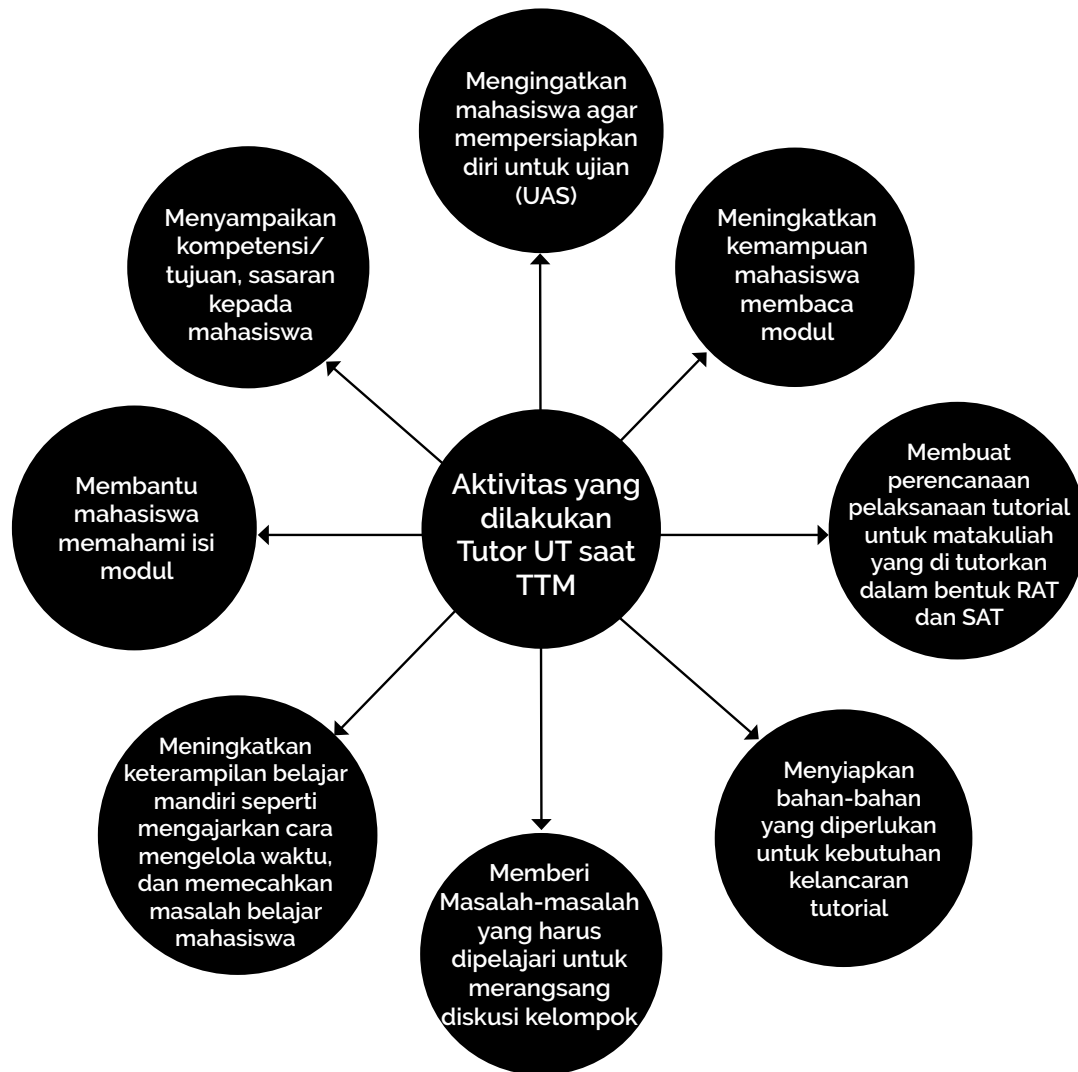 Mengingatkan
mahasiswa agar
mempersiapkan
diri untuk ujian
(UAS)
Menyampaikan
kompetensi/
tujuan, sasaran
kepada
mahasiswa
Meningkatkan
kemampuan
mahasiswa
membaca
modul
Membantu
mahasiswa
memahami isi
modul
Aktivitas yang
dilakukan
Tutor UT saat
TTM
Membuat
perencanaan
pelaksanaan tutorial
untuk matakuliah
yang di tutorkan
dalam bentuk RAT
dan SAT
Meningkatkan
keterampilan belajar
mandiri seperti
mengajarkan cara
mengelola waktu,
dan memecahkan
masalah belajar
mahasiswa
Memberi
Masalah-masalah
yang harus
dipelajari untuk
merangsang
diskusi kelompok
Menyiapkan
bahan-bahan
yang diperlukan
untuk kebutuhan
kelancaran
tutorial